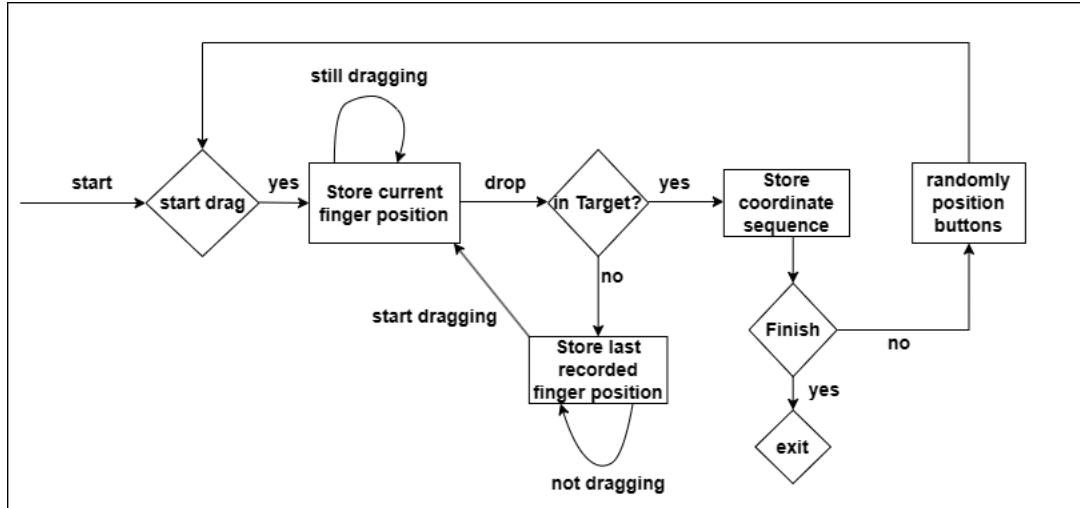 still dragging
start
start drag
yes
Store current
finger position
drop
in Target?
yes
Store
coordinate
sequence
randomly
position
buttons
no
start dragging
Store last
recorded
finger position
not dragging
Finish
no
yes
exit